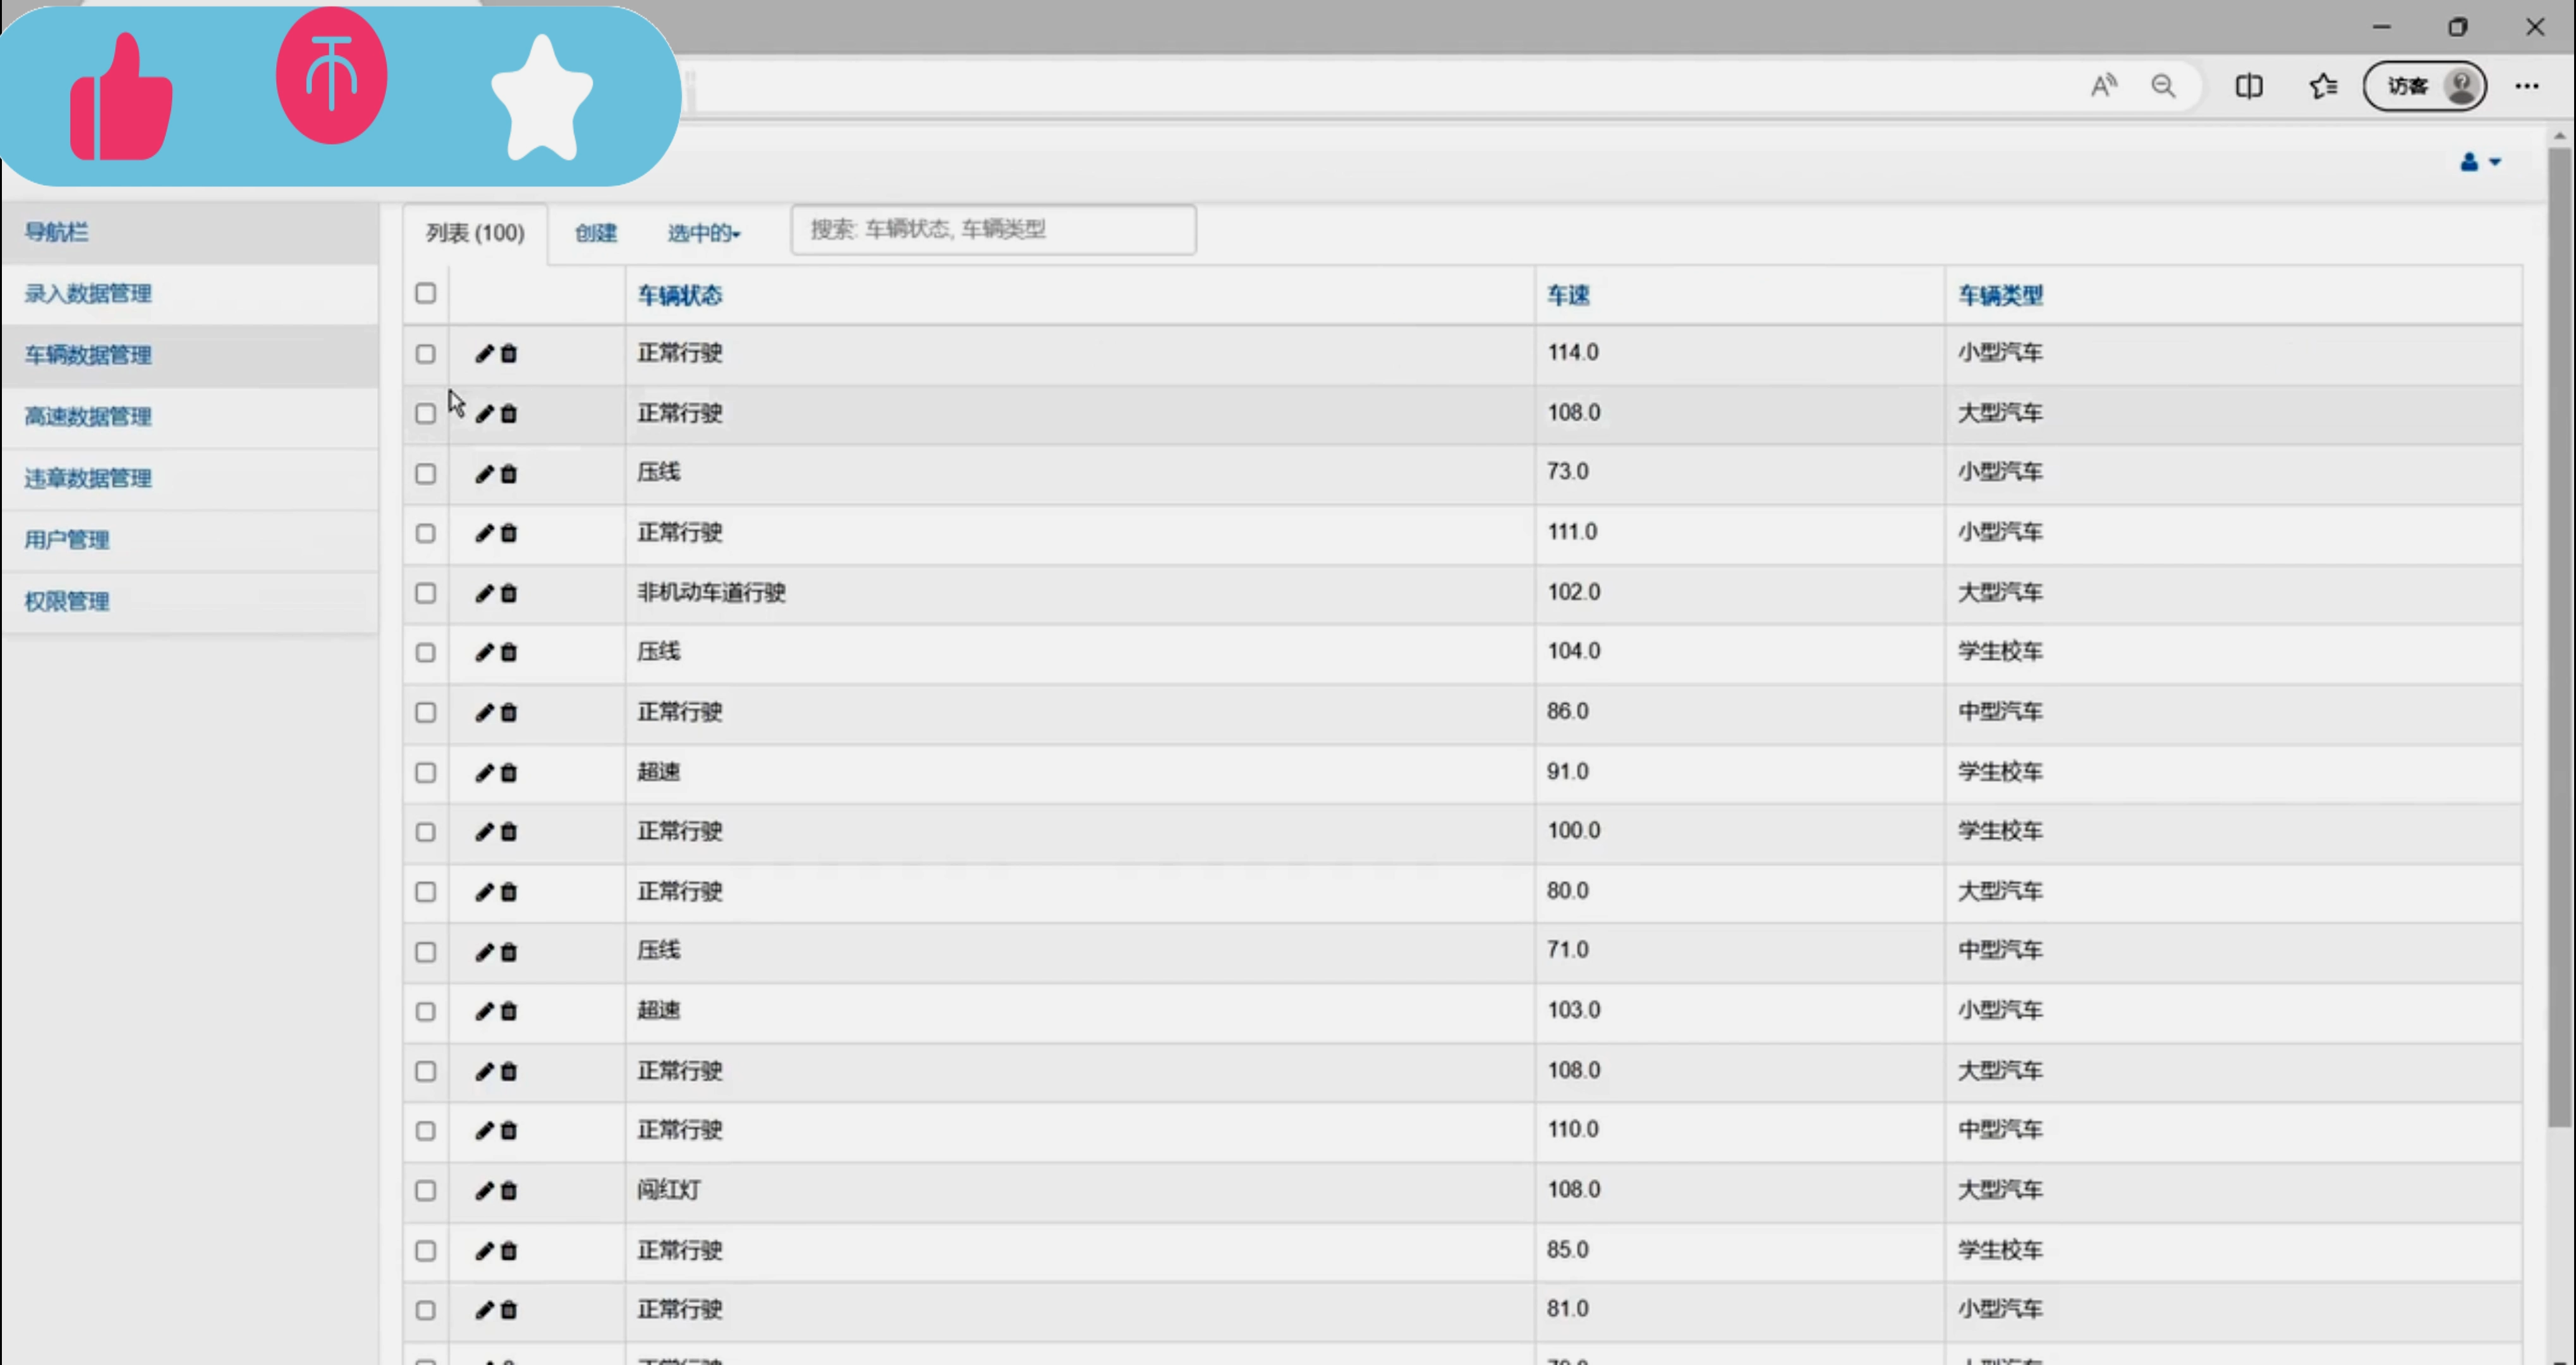 访客
导航栏
录入数据管理
车辆数据管理
高速数据管理
违章数据管理
用户管理
权限管理
列表 (100) 创建 选中的 搜索: 车辆状态, 车辆类型
车辆状态 车速 车辆类型
正常行驶 114.0 小型汽车
正常行驶 108.0 大型汽车
压线 73.0 小型汽车
正常行驶 111.0 小型汽车
非机动车道行驶 102.0 大型汽车
压线 104.0 学生校车
正常行驶 86.0 中型汽车
超速 91.0 学生校车
正常行驶 100.0 学生校车
正常行驶 80.0 大型汽车
压线 71.0 中型汽车
超速 103.0 小型汽车
正常行驶 108.0 大型汽车
正常行驶 110.0 中型汽车
闯红灯 108.0 大型汽车
正常行驶 85.0 学生校车
正常行驶 81.0 小型汽车